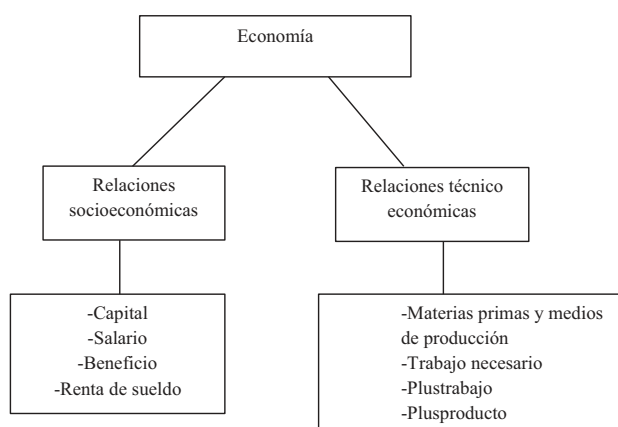 Economía
Relaciones
socioeconómicas
Relaciones técnico
económicas
-Capital
-Salario
-Beneficio
-Renta de sueldo
-Materias primas y medios
de producción
-Trabajo necesario
-Plustrabajo
-Plusproducto